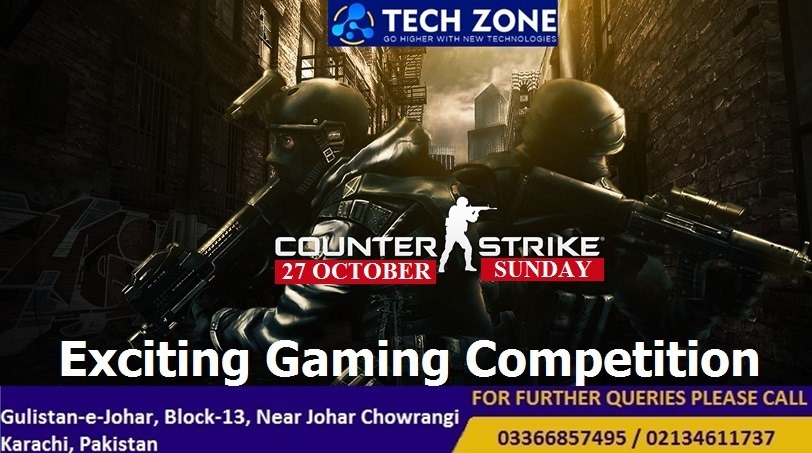 TECH ZONE
GO HIGHER WITH NEW TECHNOLOGIES
COUNTER STRIKE
27 OCTOBER SUNDAY
Exciting Gaming Competition
FOR FURTHER QUERIES PLEASE CALL
Gulistan-e-Johar, Block-13, Near Johar Chowrangi
Karachi, Pakistan
03366857495 / 02134611737